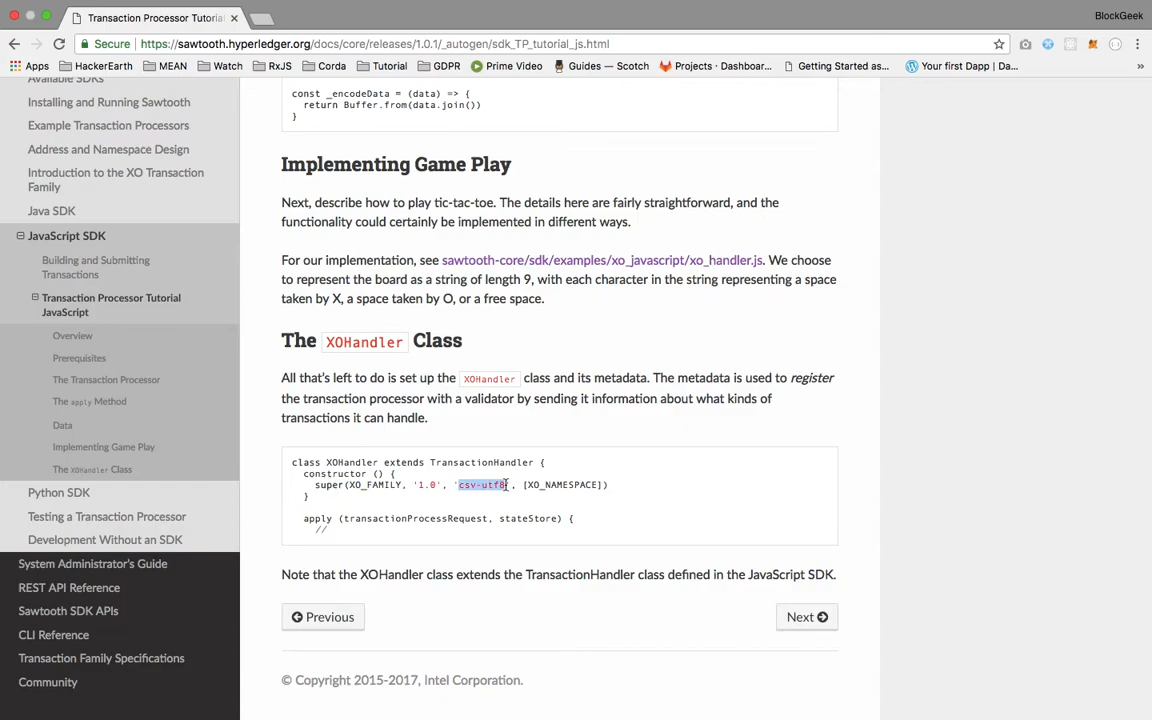 Transaction Processor Tutorial
BlockGeek
Secure
https://sawtooth.hyperledger.org/docs/core/releases/1.0.1/_autogen/sdk_TP_tutorial_js.html
Apps
HackerEarth
MEAN
Watch
RxJS
Corda
Tutorial
GDPR
Prime Video
Guides — Scotch
Projects · Dashboa...
Getting Started as...
Your first Dapp | Da...
»
Available SDKs
Installing and Running Sawtooth
Example Transaction Processors
Address and Namespace Design
Introduction to the XO Transaction
Family
Java SDK
JavaScript SDK
Building and Submitting
Transactions
Transaction Processor Tutorial
JavaScript
Overview
Prerequisites
The Transaction Processor
The apply Method
Data
Implementing Game Play
The XOHandler Class
Python SDK
Testing a Transaction Processor
Development Without an SDK
System Administrator's Guide
REST API Reference
Sawtooth SDK APIs
CLI Reference
Transaction Family Specifications
Community
const _encodeData = (data) => {
return Buffer.from(data.join())
}
Implementing Game Play
Next, describe how to play tic-tac-toe. The details here are fairly straightforward, and the
functionality could certainly be implemented in different ways.
For our implementation, see sawtooth-core/sdk/examples/xo_javascript/xo_handler.js. We choose
to represent the board as a string of length 9, with each character in the string representing a space
taken by X, a space taken by O, or a free space.
The XOHandler Class
All that's left to do is set up the XOHandler class and its metadata. The metadata is used to register
the transaction processor with a validator by sending it information about what kinds of
transactions it can handle.
class XOHandler extends TransactionHandler {
constructor () {
super(XO_FAMILY, '1.0', 'csv-utf8', [XO_NAMESPACE])
}
apply (transactionProcessRequest, stateStore) {
//
Note that the XOHandler class extends the TransactionHandler class defined in the JavaScript SDK.
Previous
Next
© Copyright 2015-2017, Intel Corporation.